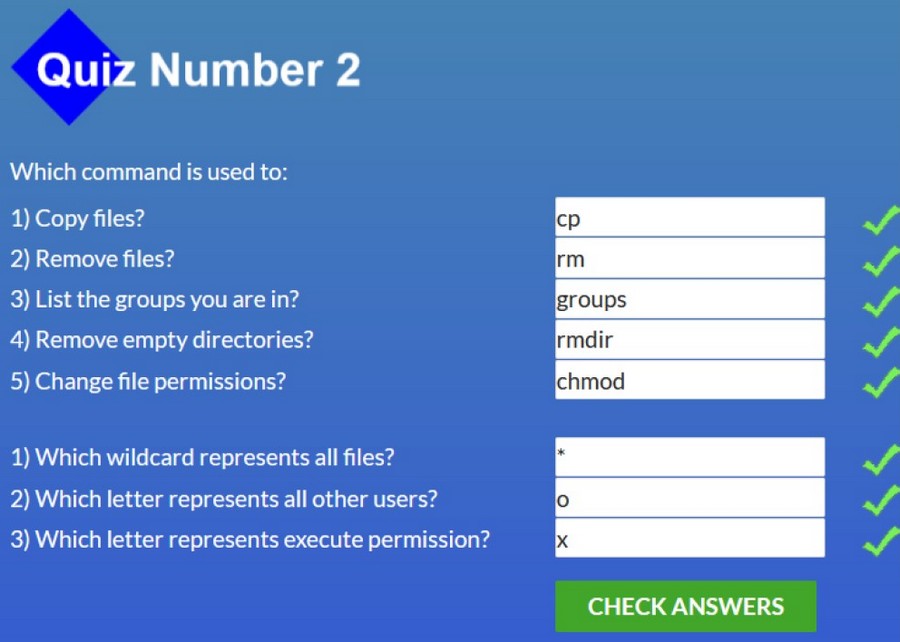 Quiz Number 2
Which command is used to:
1) Copy files? cp
2) Remove files? rm
3) List the groups you are in? groups
4) Remove empty directories? rmdir
5) Change file permissions? chmod
1) Which wildcard represents all files? *
2) Which letter represents all other users? o
3) Which letter represents execute permission? x
CHECK ANSWERS